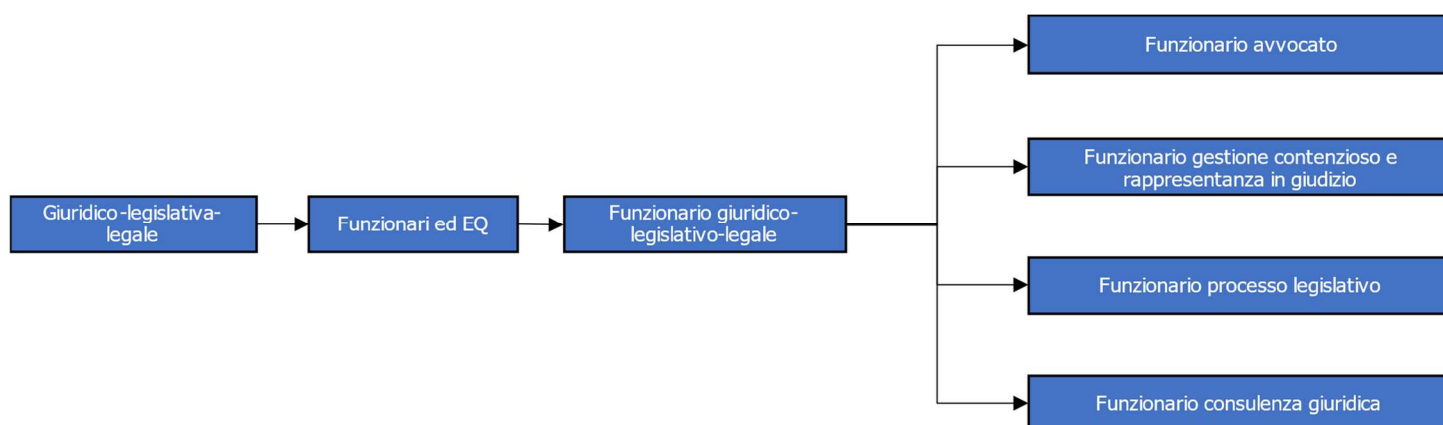 Giuridico-legislativa-
legale
Funzionari ed EQ
Funzionario giuridico-
legislativo-legale
Funzionario avvocato
Funzionario gestione contenzioso e
rappresentanza in giudizio
Funzionario processo legislativo
Funzionario consulenza giuridica